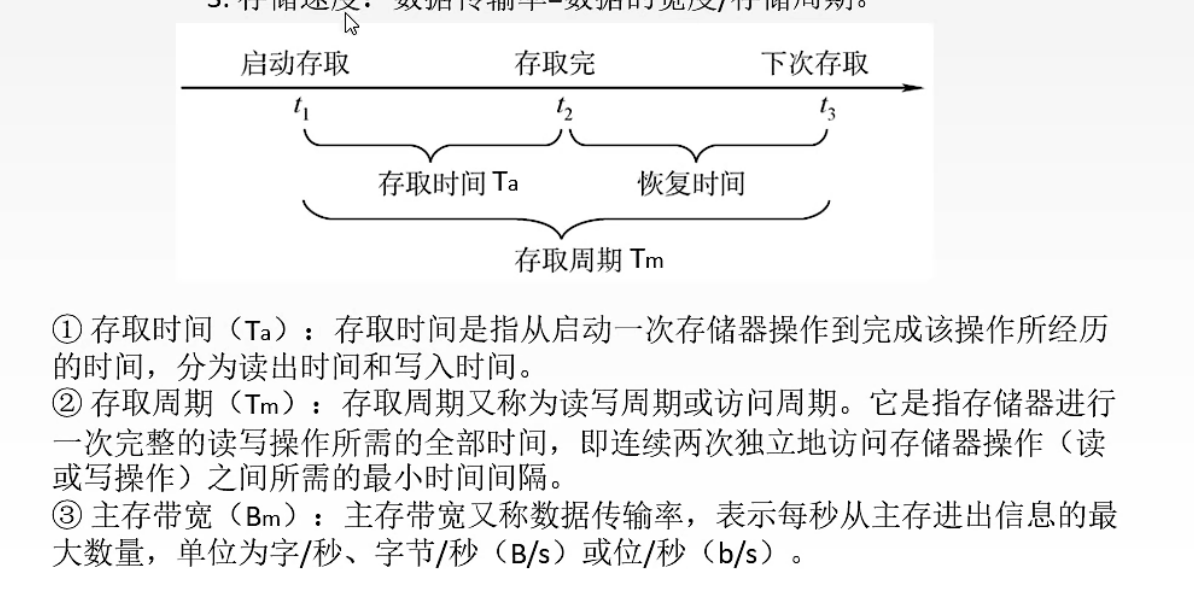 3. 存储速度：数据传输率=数据的宽度/存储周期。
启动存取 存取完 下次存取
t1 t2 t3
存取时间 Ta 恢复时间
存取周期 Tm
① 存取时间（Ta）：存取时间是指从启动一次存储器操作到完成该操作所经历
的时间，分为读出时间和写入时间。
② 存取周期（Tm）：存取周期又称为读写周期或访问周期。它是指存储器进行
一次完整的读写操作所需的全部时间，即连续两次独立地访问存储器操作（读
或写操作）之间所需的最小时间间隔。
③ 主存带宽（Bm）：主存带宽又称数据传输率，表示每秒从主存进出信息的最
大数量，单位为字/秒、字节/秒（B/s）或位/秒（b/s）。